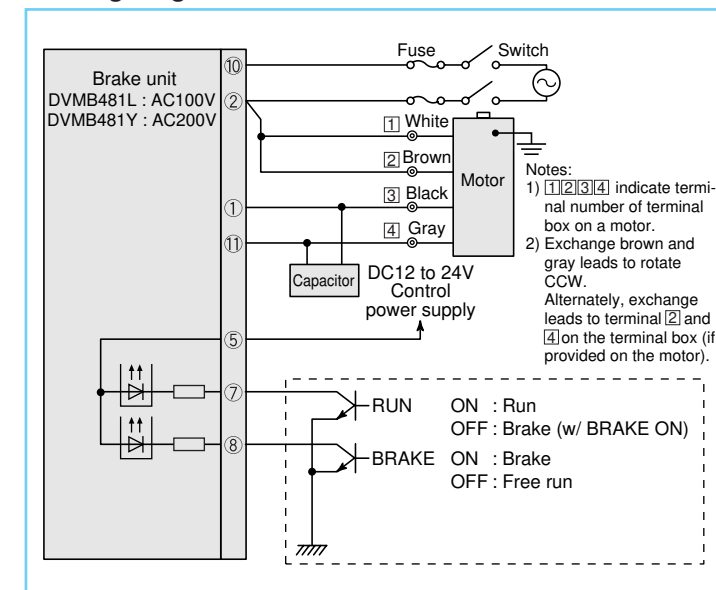 Fuse
Switch
⑩
Brake unit
DVMB481L : AC100V
DVMB481Y : AC200V
②
1 White
2 Brown
3 Black
4 Gray
Motor
①
⑪
Capacitor
DC12 to 24V
Control
power supply
Notes:
1) 1 2 3 4 indicate termi-
nal number of terminal
box on a motor.
2) Exchange brown and
gray leads to rotate
CCW.
Alternately, exchange
leads to terminal 2 and
4 on the terminal box (if
provided on the motor).
⑤
⑦
⑧
RUN ON : Run
OFF : Brake (w/ BRAKE ON)
BRAKE ON : Brake
OFF : Free run